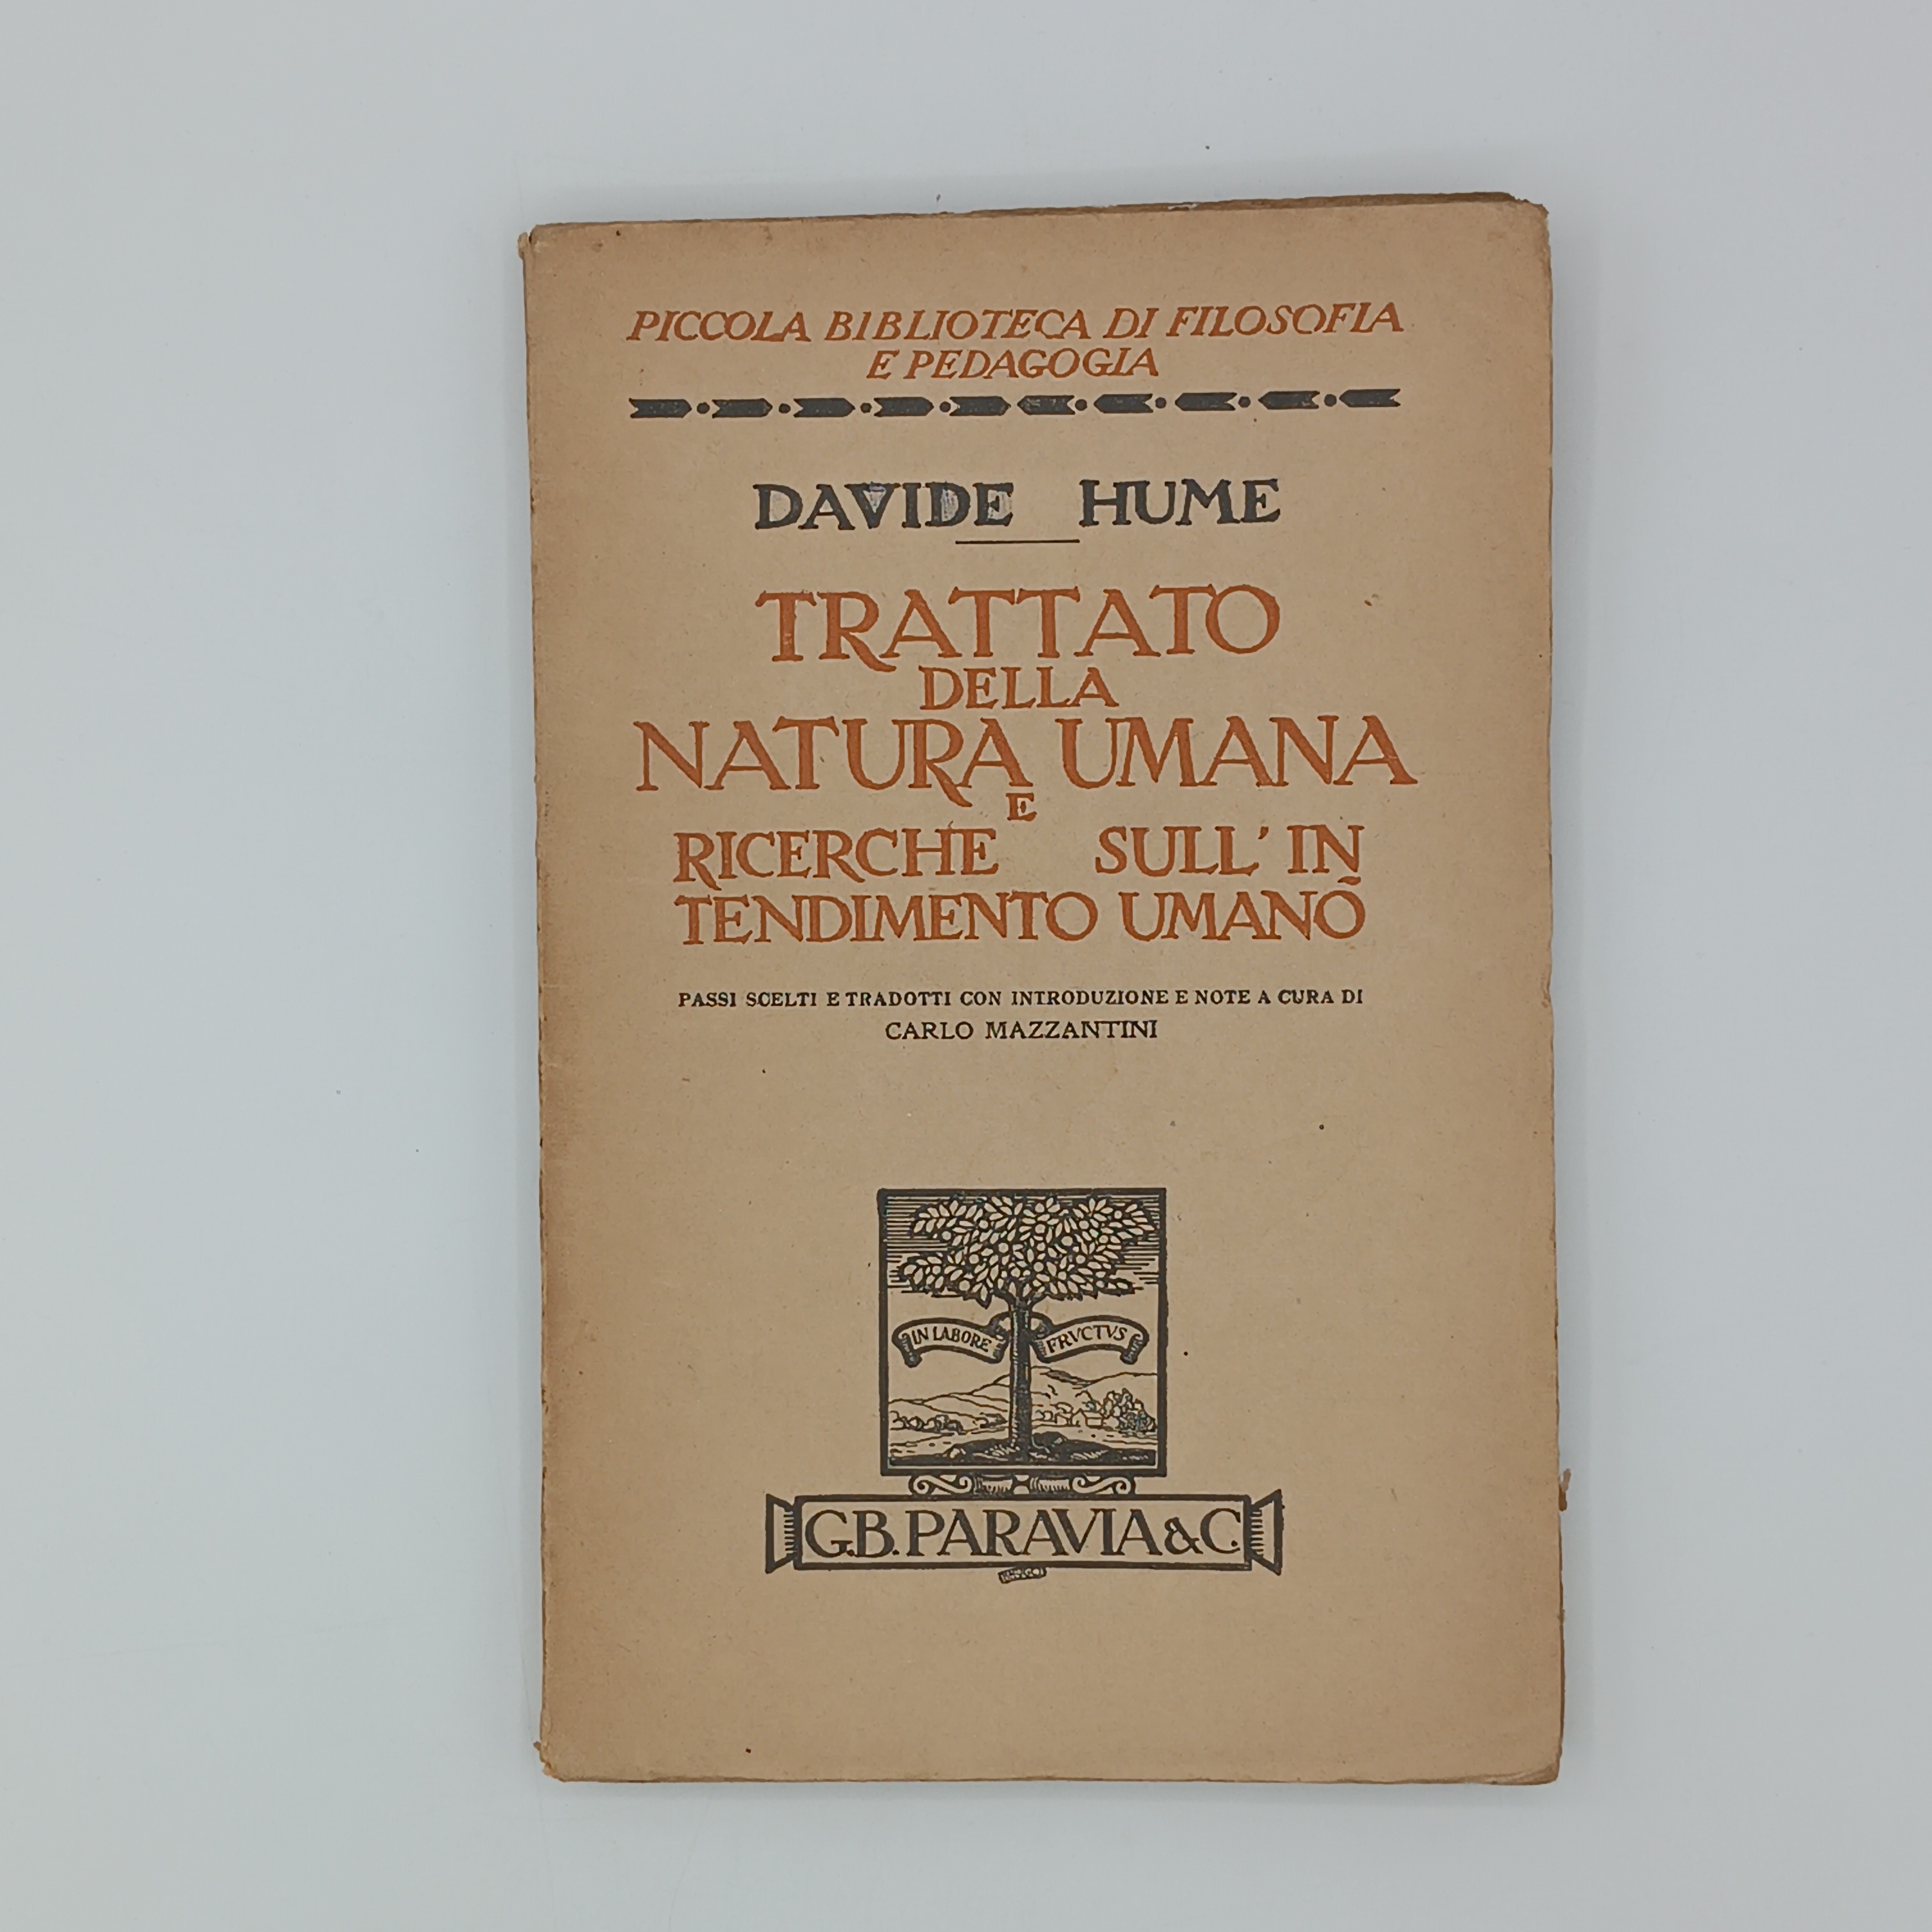 PICCOLA BIBLIOTECA DI FILOSOFIA
E PEDAGOGIA
DAVIDE HUME
TRATTATO
DELLA
NATURA UMANA
E
RICERCHE SULL' IN
TENDIMENTO UMANÕ
PASSI SCELTI E TRADOTTI CON INTRODUZIONE E NOTE A CURA DI
CARLO MAZZANTINI
IN LABORE FRVCTVS
G.B. PARAVIA & C.